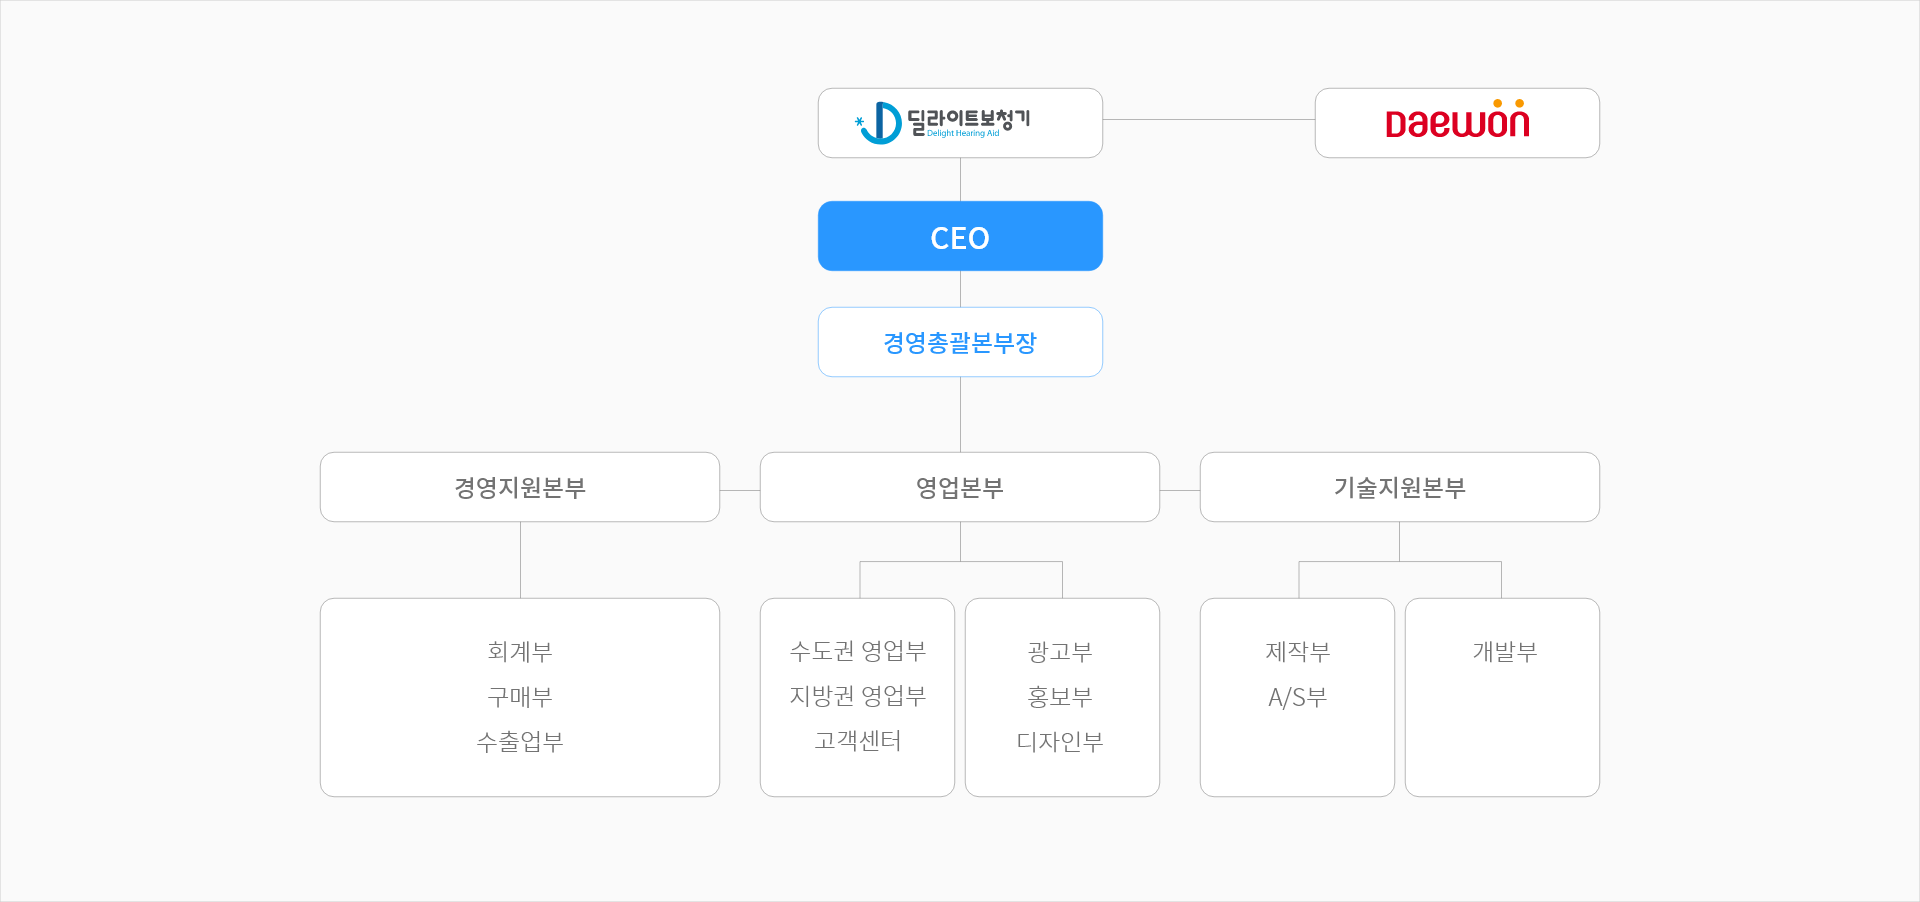 딜라이트보청기
Delight Hearing Aid
DAEWON
CEO
경영총괄본부장
경영지원본부
영업본부
기술지원본부
회계부
구매부
수출업부
수도권 영업부
지방권 영업부
고객센터
광고부
홍보부
디자인부
제작부
A/S부
개발부